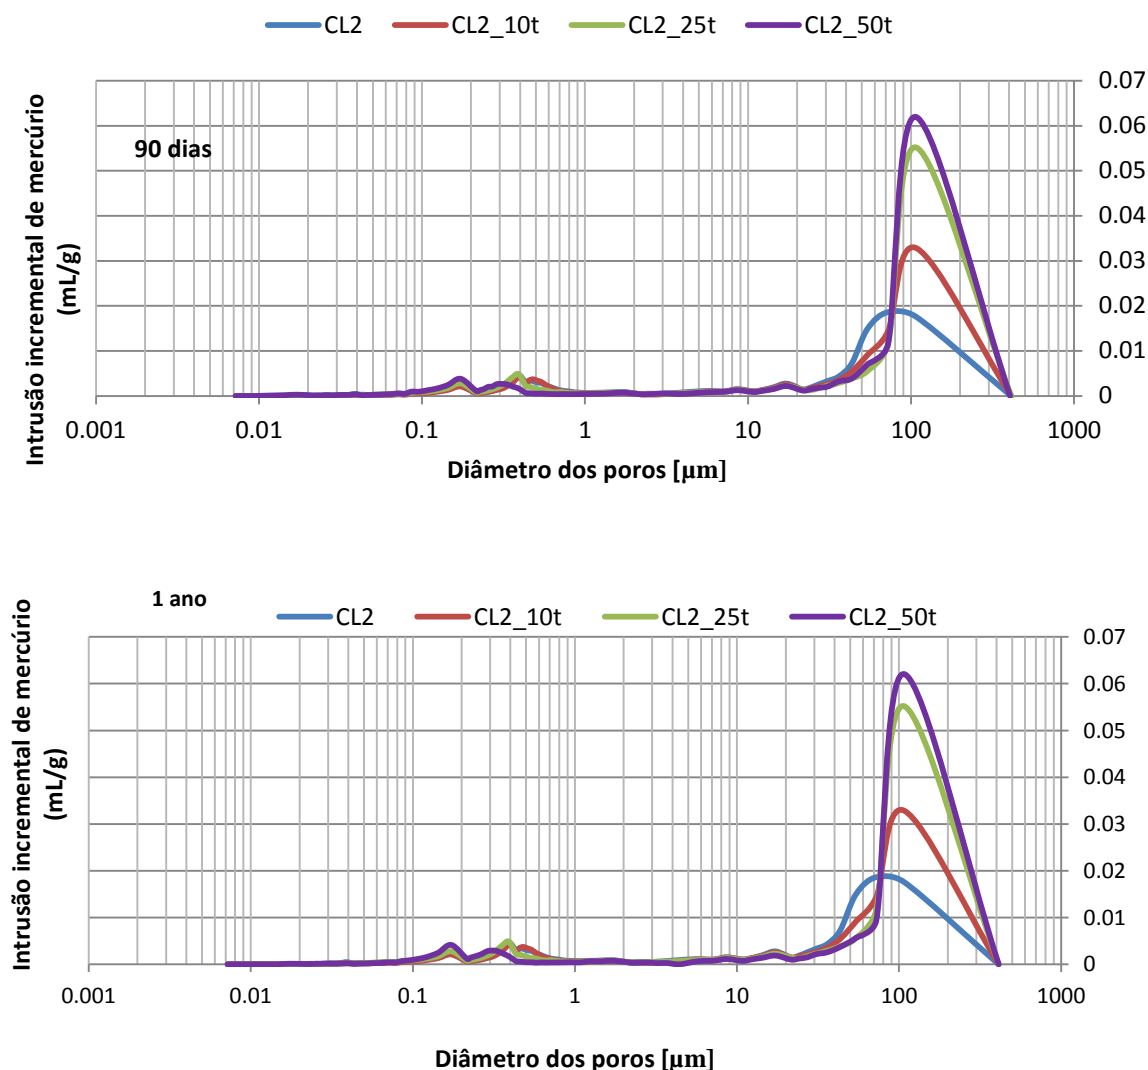 CL2 CL2_10t CL2_25t CL2_50t
90 dias
Intrusão incremental de mercúrio
(mL/g)
0.07
0.06
0.05
0.04
0.03
0.02
0.01
0
0.001 0.01 0.1 1 10 100 1000
Diâmetro dos poros [µm]
1 ano
CL2 CL2_10t CL2_25t CL2_50t
Intrusão incremental de mercúrio
(mL/g)
0.07
0.06
0.05
0.04
0.03
0.02
0.01
0
0.001 0.01 0.1 1 10 100 1000
Diâmetro dos poros [µm]